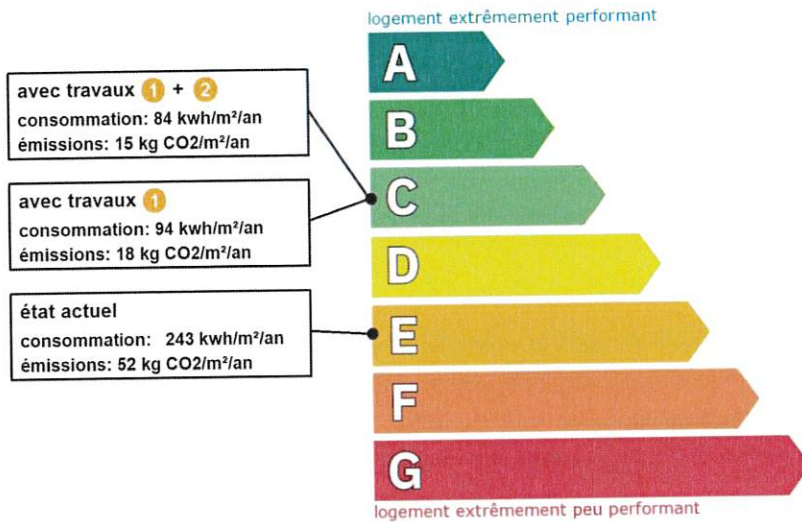 logement extrêmement performant
A
B
C
D
E
F
G
logement extrêmement peu performant
avec travaux 1 + 2
consommation: 84 kwh/m²/an
émissions: 15 kg CO2/m²/an
avec travaux 1
consommation: 94 kwh/m²/an
émissions: 18 kg CO2/m²/an
état actuel
consommation: 243 kwh/m²/an
émissions: 52 kg CO2/m²/an